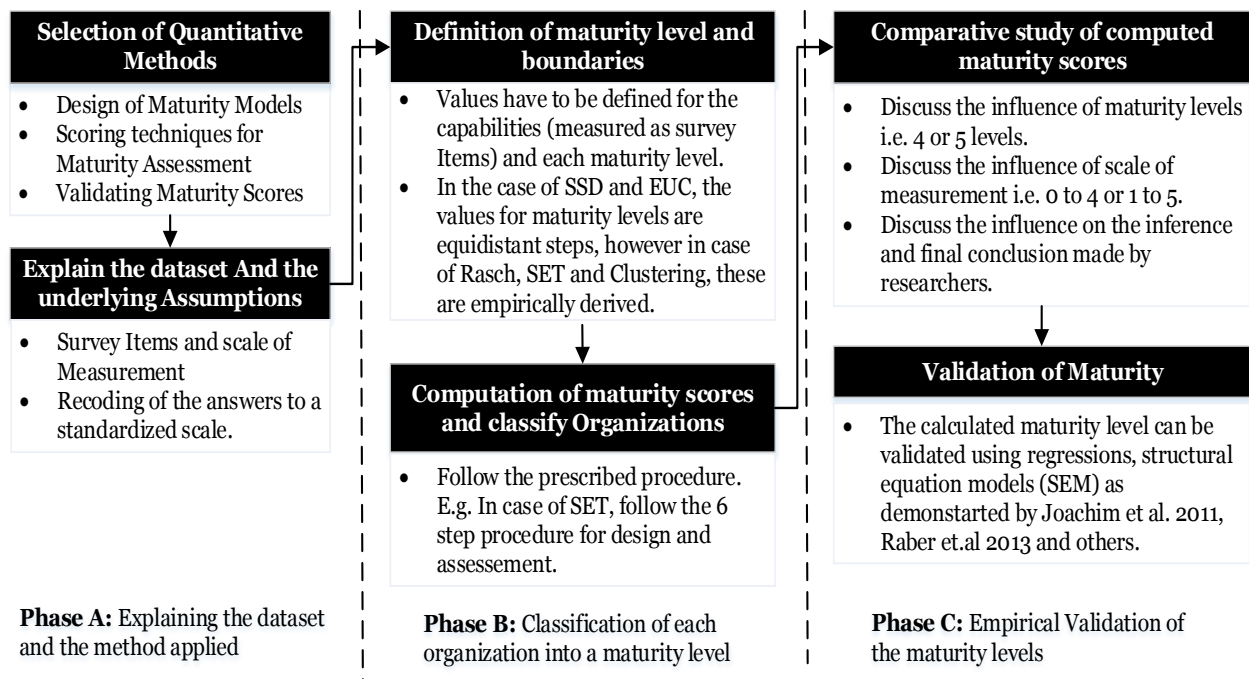 Selection of Quantitative
Methods
• Design of Maturity Models
• Scoring techniques for
Maturity Assessment
• Validating Maturity Scores
Explain the dataset And the
underlying Assumptions
• Survey Items and scale of
Measurement
• Recoding of the answers to a
standardized scale.
Phase A: Explaining the dataset
and the method applied
Definition of maturity level and
boundaries
• Values have to be defined for the
capabilities (measured as survey
Items) and each maturity level.
• In the case of SSD and EUC, the
values for maturity levels are
equidistant steps, however in case
of Rasch, SET and Clustering, these
are empirically derived.
Computation of maturity scores
and classify Organizations
• Follow the prescribed procedure.
E.g. In case of SET, follow the 6
step procedure for design and
assessement.
Phase B: Classification of each
organization into a maturity level
Comparative study of computed
maturity scores
• Discuss the influence of maturity levels
i.e. 4 or 5 levels.
• Discuss the influence of scale of
measurement i.e. 0 to 4 or 1 to 5.
• Discuss the influence on the inference
and final conclusion made by
researchers.
Validation of Maturity
• The calculated maturity level can be
validated using regressions, structural
equation models (SEM) as
demonstarted by Joachim et al. 2011,
Raber et.al 2013 and others.
Phase C: Empirical Validation of
the maturity levels